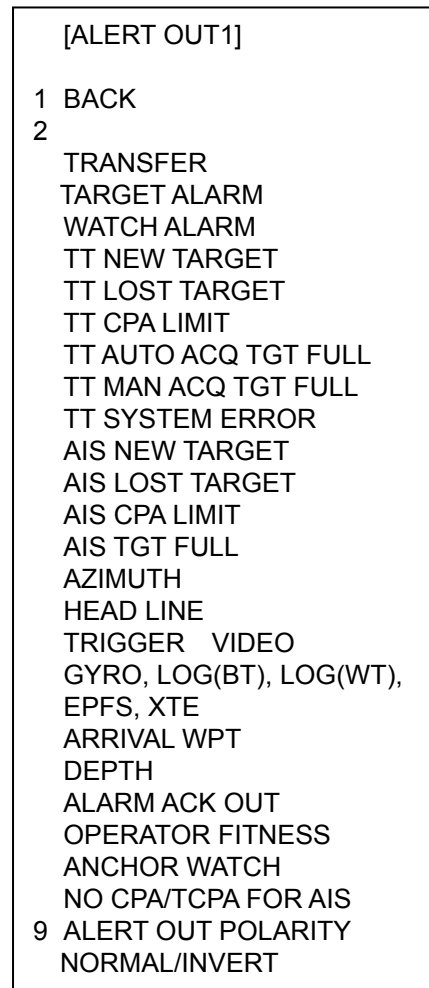 [ALERT OUT1]
1 BACK
2
TRANSFER
TARGET ALARM
WATCH ALARM
TT NEW TARGET
TT LOST TARGET
TT CPA LIMIT
TT AUTO ACQ TGT FULL
TT MAN ACQ TGT FULL
TT SYSTEM ERROR
AIS NEW TARGET
AIS LOST TARGET
AIS CPA LIMIT
AIS TGT FULL
AZIMUTH
HEAD LINE
TRIGGER VIDEO
GYRO, LOG(BT), LOG(WT),
EPFS, XTE
ARRIVAL WPT
DEPTH
ALARM ACK OUT
OPERATOR FITNESS
ANCHOR WATCH
NO CPA/TCPA FOR AIS
9 ALERT OUT POLARITY
NORMAL/INVERT